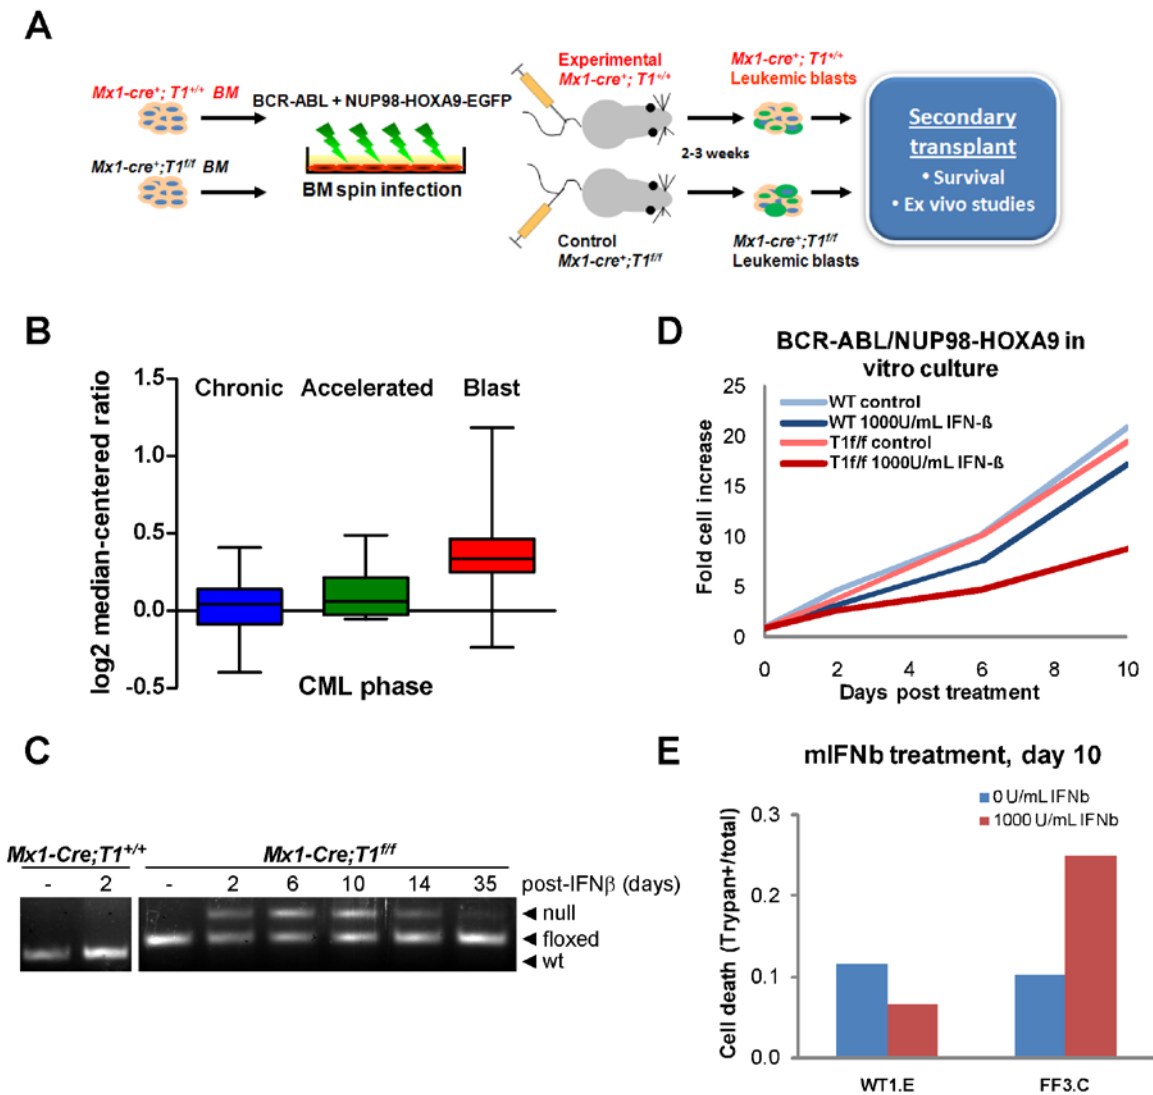 A
Mx1-cre+; T1+/+ BM
Mx1-cre+;T1f/f BM
BCR-ABL + NUP98-HOXA9-EGFP
BM spin infection
Experimental
Mx1-cre+; T1+/+
Control
Mx1-cre+;T1f/f
2-3 weeks
Mx1-cre+; T1+/+
Leukemic blasts
Mx1-cre+;T1f/f
Leukemic blasts
Secondary
transplant
• Survival
• Ex vivo studies
B
log2 median-centered ratio
1.5
1.0
0.5
0.0
-0.5
Chronic Accelerated Blast
CML phase
C
Mx1-Cre;T1+/+ Mx1-Cre;T1f/f
- 2 - 2 6 10 14 35 post-IFNβ (days)
◄ null
◄ floxed
◄ wt
D
BCR-ABL/NUP98-HOXA9 in
vitro culture
WT control
WT 1000U/mL IFN-ß
T1f/f control
T1f/f 1000U/mL IFN-ß
Fold cell increase
25
20
15
10
5
0
0 2 4 6 8 10
Days post treatment
E
mIFNb treatment, day 10
0 U/mL IFNb
1000 U/mL IFNb
Cell death (Trypan+/total)
0.3
0.2
0.1
0.0
WT1.E FF3.C